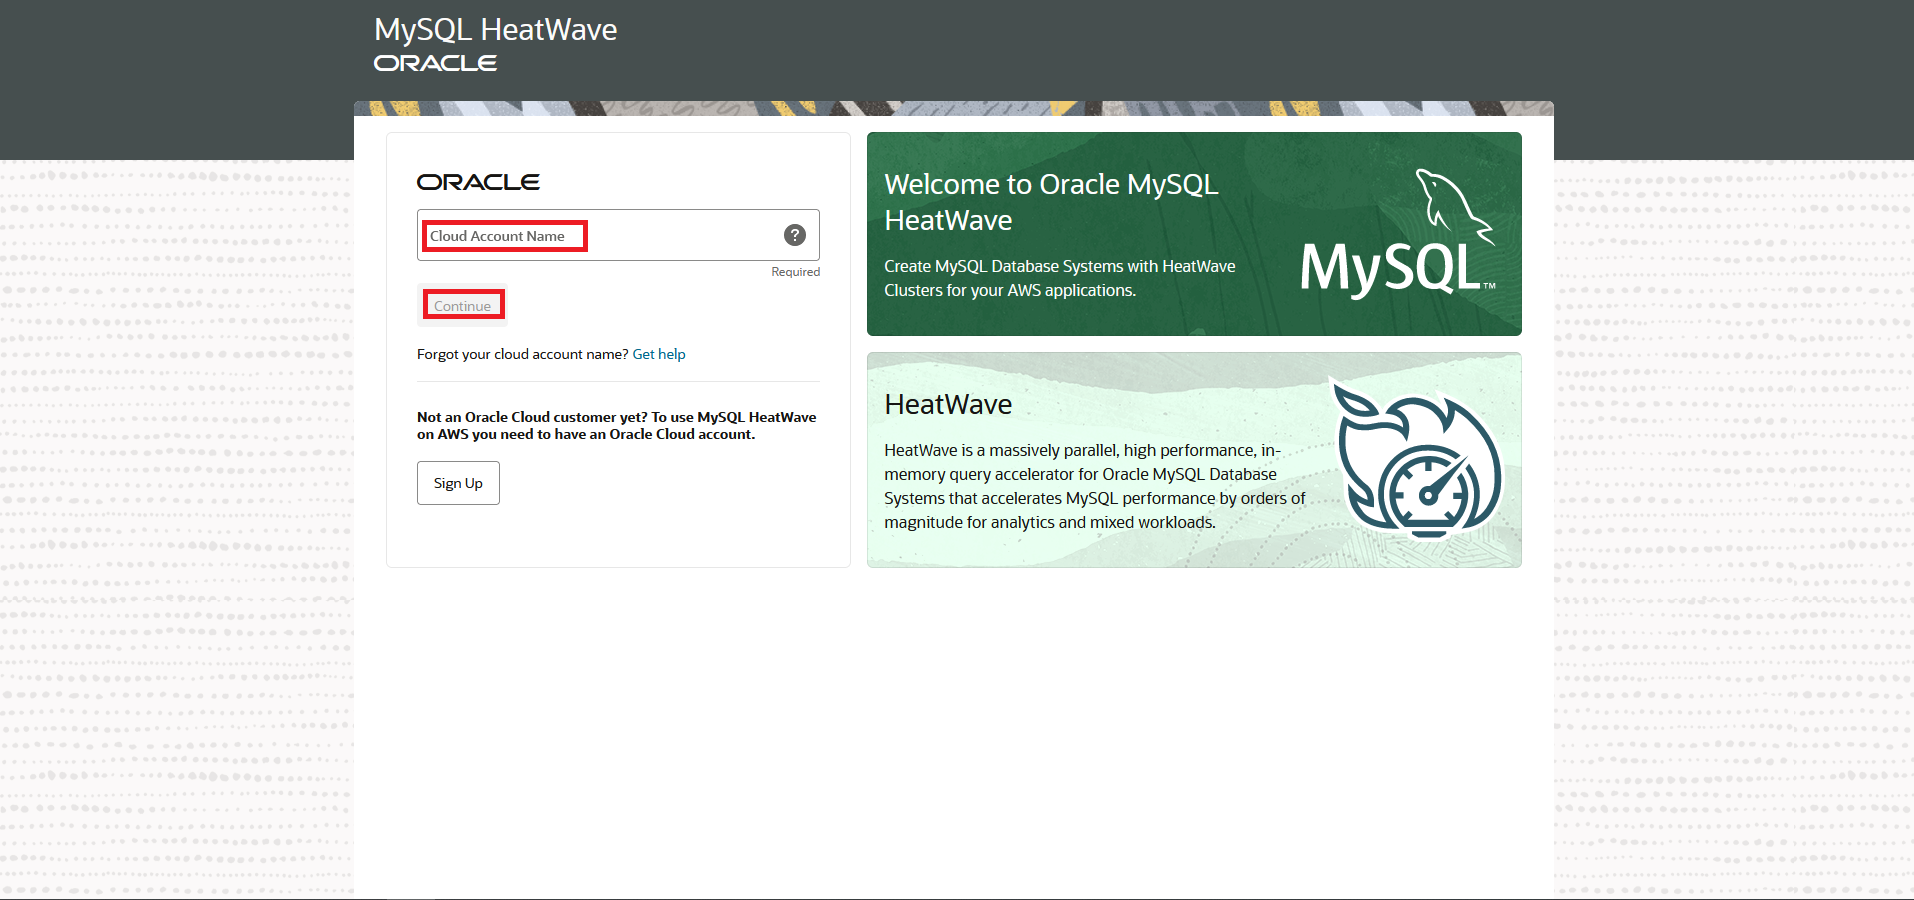 MySQL HeatWave
ORACLE
ORACLE
Cloud Account Name
?
Required
Continue
Forgot your cloud account name? Get help
Not an Oracle Cloud customer yet? To use MySQL HeatWave
on AWS you need to have an Oracle Cloud account.
Sign Up
Welcome to Oracle MySQL
HeatWave
Create MySQL Database Systems with HeatWave
Clusters for your AWS applications.
MySQL™
HeatWave
HeatWave is a massively parallel, high performance, in-
memory query accelerator for Oracle MySQL Database
Systems that accelerates MySQL performance by orders of
magnitude for analytics and mixed workloads.